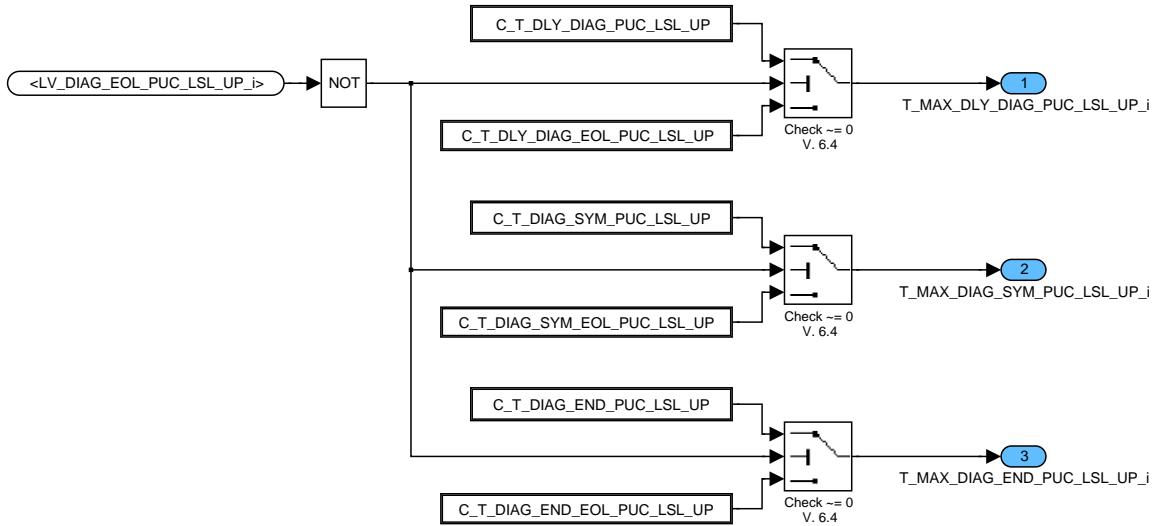 C_T_DLY_DIAG_PUC_LSL_UP
<LV_DIAG_EOL_PUC_LSL_UP_i>
NOT
1
T_MAX_DLY_DIAG_PUC_LSL_UP_i
C_T_DLY_DIAG_EOL_PUC_LSL_UP
Check ~= 0
V. 6.4
C_T_DIAG_SYM_PUC_LSL_UP
2
T_MAX_DIAG_SYM_PUC_LSL_UP_i
C_T_DIAG_SYM_EOL_PUC_LSL_UP
Check ~= 0
V. 6.4
C_T_DIAG_END_PUC_LSL_UP
3
T_MAX_DIAG_END_PUC_LSL_UP_i
C_T_DIAG_END_EOL_PUC_LSL_UP
Check ~= 0
V. 6.4